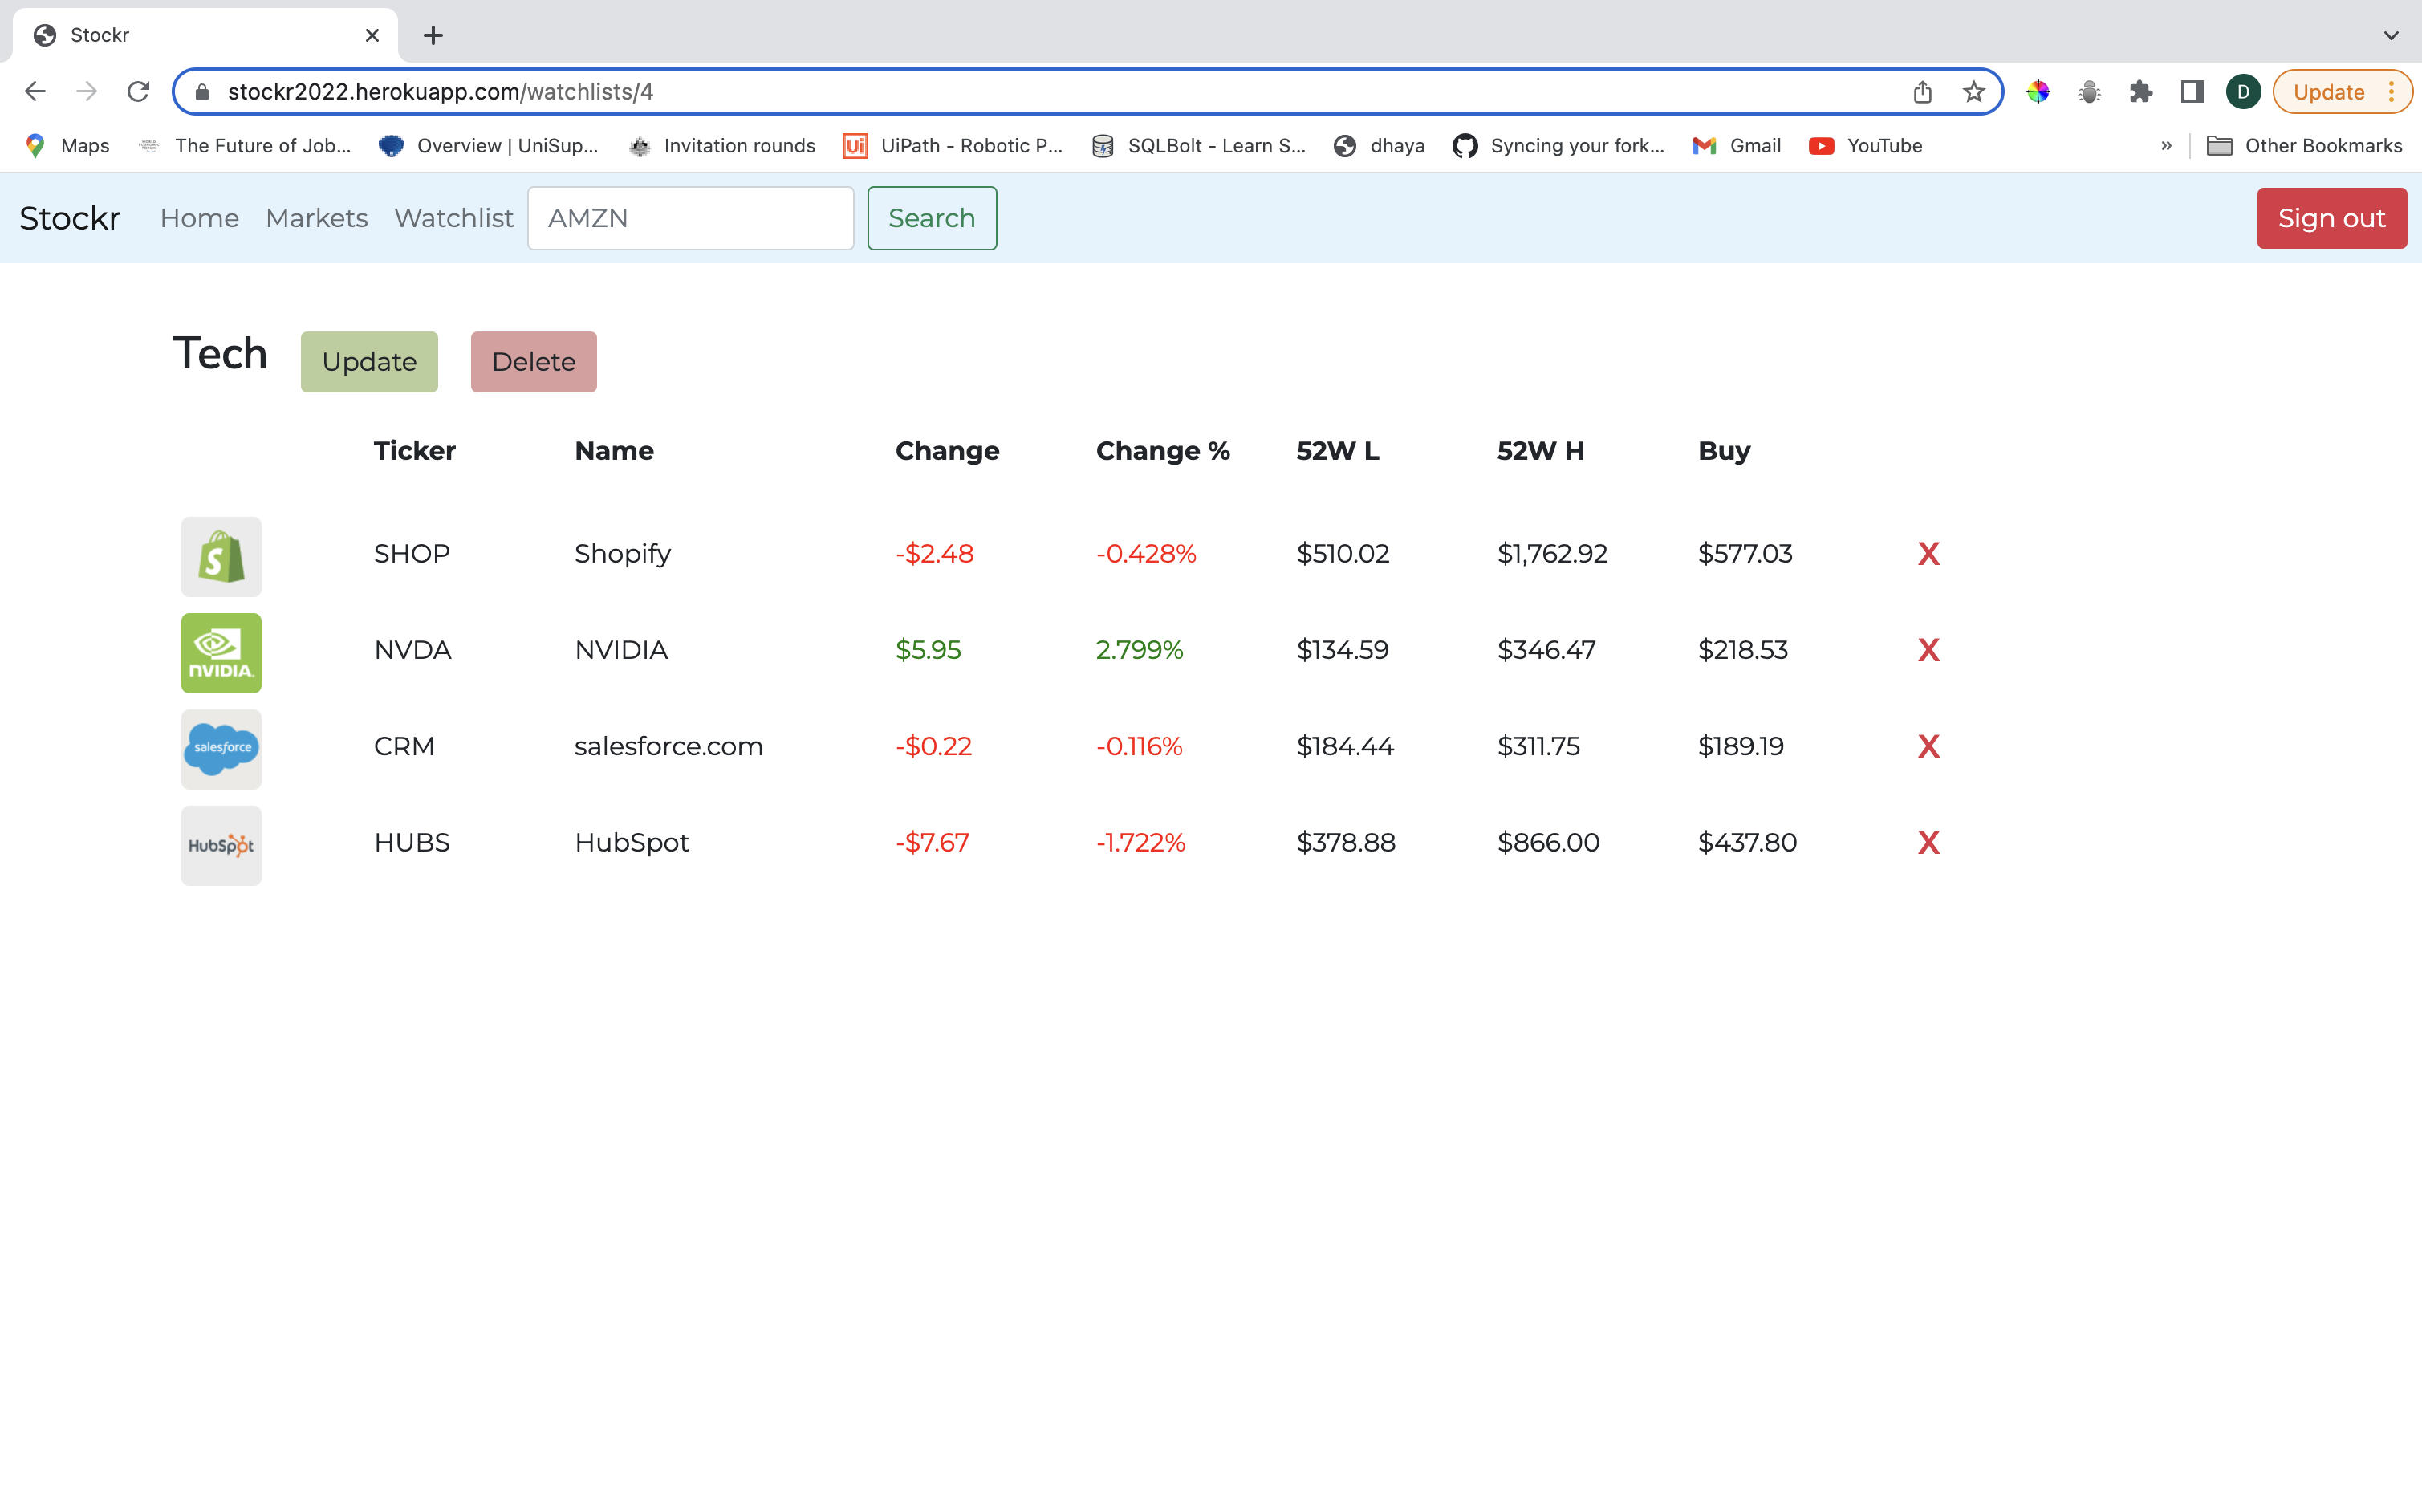 Stockr
stockr2022.herokuapp.com/watchlists/4
D
Update
Maps
The Future of Job...
Overview | UniSup...
Invitation rounds
Ui
UiPath - Robotic P...
SQLBolt - Learn S...
dhaya
Syncing your fork...
Gmail
YouTube
»
Other Bookmarks
Stockr Home Markets Watchlist AMZN Search Sign out
Tech Update Delete
Ticker Name Change Change % 52W L 52W H Buy
SHOP Shopify -$2.48 -0.428% $510.02 $1,762.92 $577.03 X
NVIDIA. NVDA NVIDIA $5.95 2.799% $134.59 $346.47 $218.53 X
salesforce CRM salesforce.com -$0.22 -0.116% $184.44 $311.75 $189.19 X
HubSpot HUBS HubSpot -$7.67 -1.722% $378.88 $866.00 $437.80 X